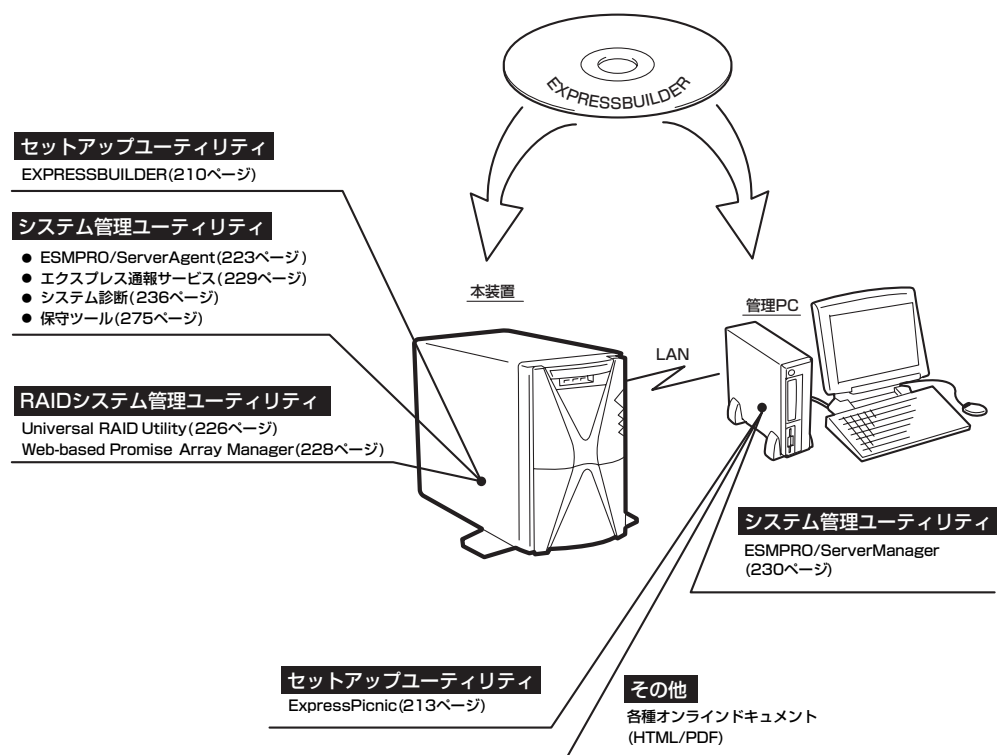 EXPRESSBUILDER
セットアップユーティリティ
EXPRESSBUILDER(210ページ)
システム管理ユーティリティ
● ESMPRO/ServerAgent(223ページ)
● エクスプレス通報サービス(229ページ)
● システム診断(236ページ)
● 保守ツール(275ページ)
RAIDシステム管理ユーティリティ
Universal RAID Utility(226ページ)
Web-based Promise Array Manager(228ページ)
本装置
LAN
管理PC
システム管理ユーティリティ
ESMPRO/ServerManager
(230ページ)
セットアップユーティリティ
ExpressPicnic(213ページ)
その他
各種オンラインドキュメント
(HTML/PDF)